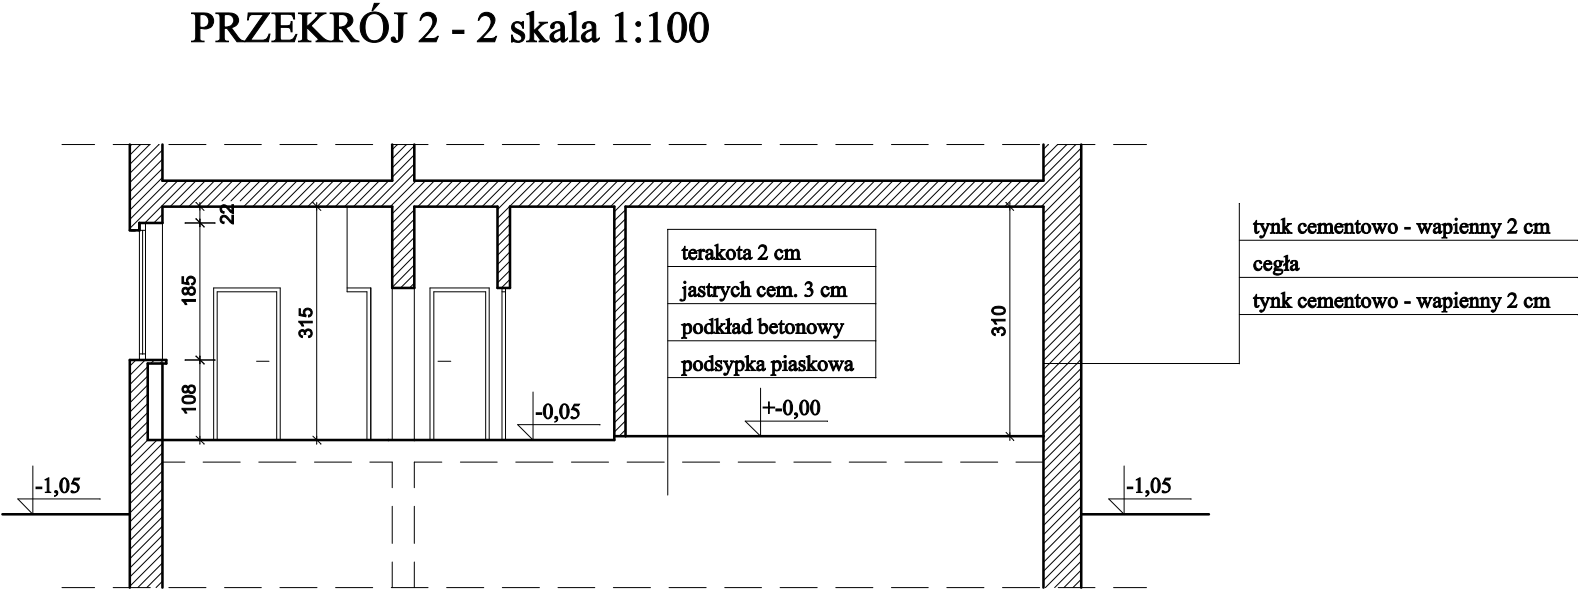 PRZEKRÓJ 2 - 2 skala 1:100
22
185
108
315
310
terakota 2 cm
jastrych cem. 3 cm
podkład betonowy
podsypka piaskowa
tynk cementowo - wapienny 2 cm
cegła
tynk cementowo - wapienny 2 cm
-0,05
+-0,00
-1,05
-1,05